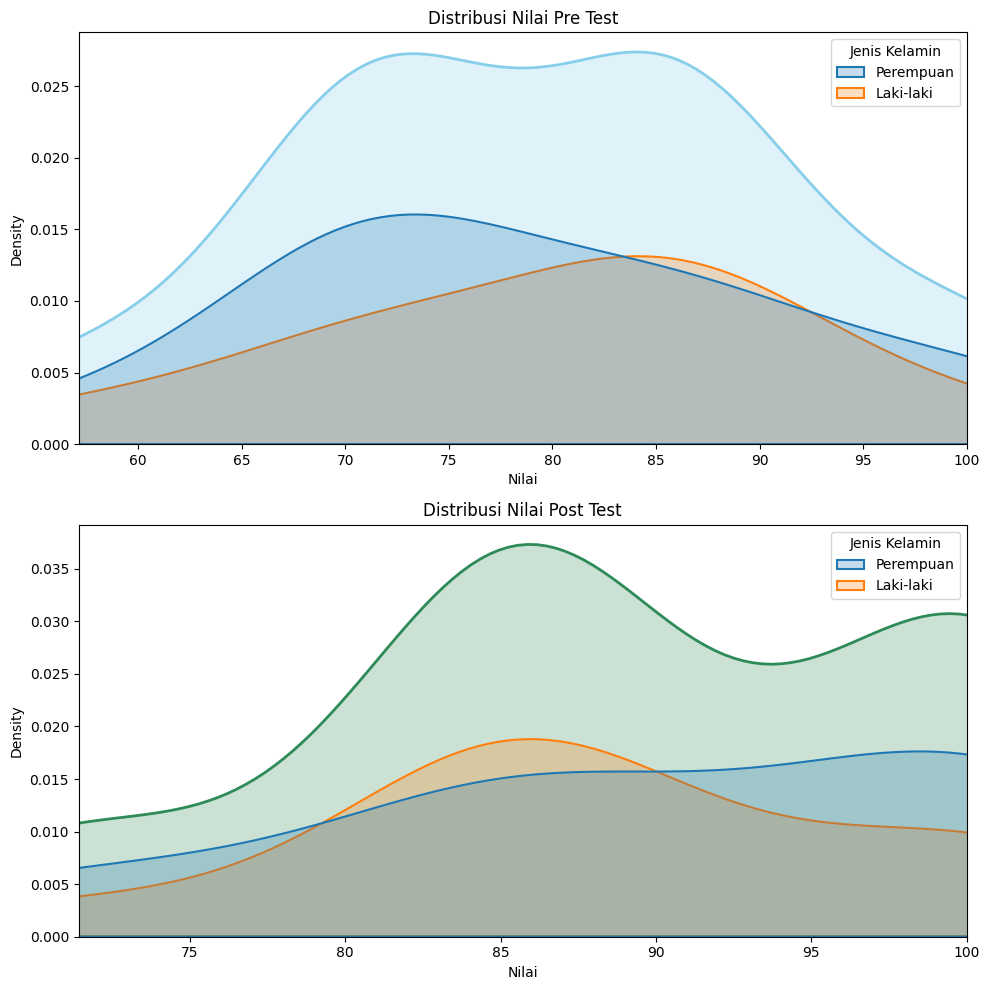 Distribusi Nilai Pre Test
Jenis Kelamin
Perempuan
Laki-laki
Density
0.025
0.020
0.015
0.010
0.005
0.000
60 65 70 75 80 85 90 95 100
Nilai
Distribusi Nilai Post Test
Jenis Kelamin
Perempuan
Laki-laki
Density
0.035
0.030
0.025
0.020
0.015
0.010
0.005
0.000
75 80 85 90 95 100
Nilai